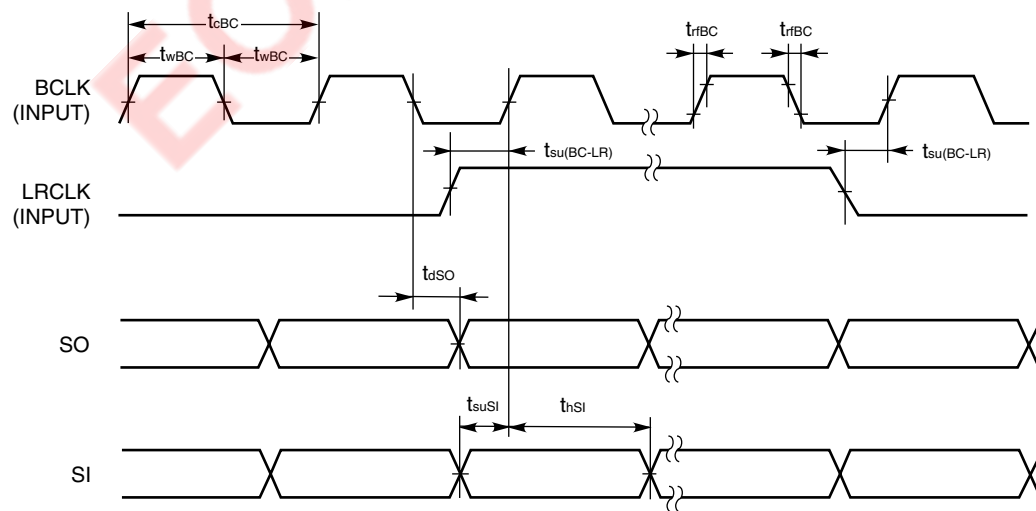 tcBC
twBC twBC
trfBC trfBC
BCLK
(INPUT)
tsu(BC-LR) tsu(BC-LR)
LRCLK
(INPUT)
tdSO
SO
tsuSI thSI
SI